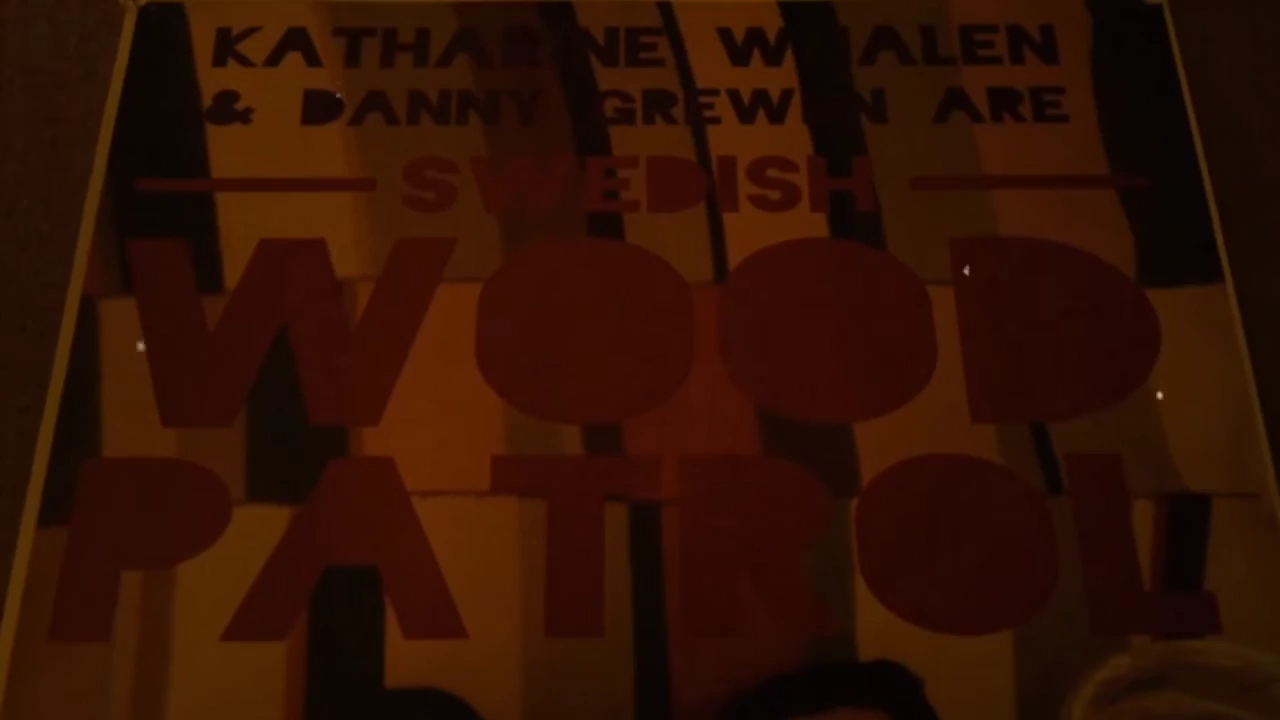 KATHARINE WHALEN
& DANNY GREWEN ARE
SWEDISH
WOOD
PATROL